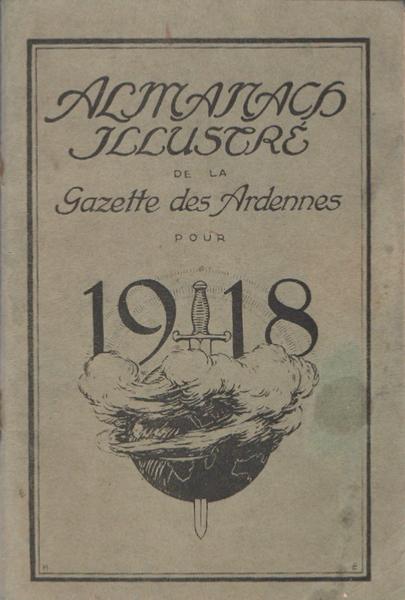 ALMANACH
ILLUSTRÉ
DE LA
Gazette des Ardennes
POUR
1918
H E